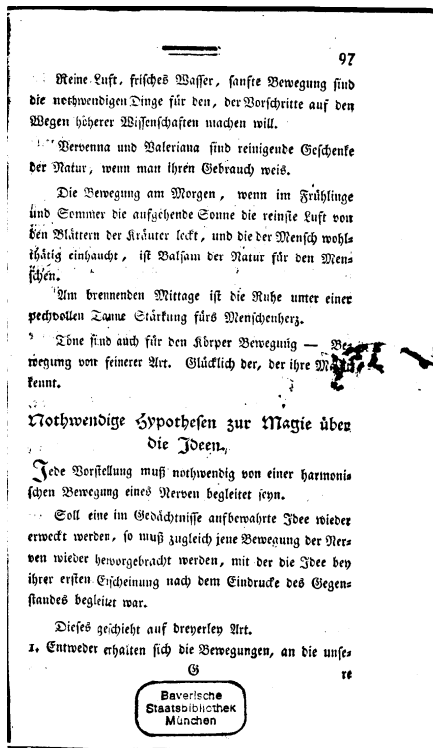 97
Reine Luft, frisches Wasser, sanfte Bewegung sind
die nothwendigen Dinge für den, der Vorschritte auf den
Wegen höherer Wissenschaften machen will.
Vervenna und Valeriana sind reinigende Geschenke
der Natur, wenn man ihren Gebrauch weis.
Die Bewegung am Morgen, wenn im Frühlinge
und Sommer die aufgehende Sonne die reinste Luft von
den Blättern der Kräuter leckt, und die der Mensch wohl-
thätig einhaucht, ist Balsam der Natur für den Men-
schen.
Am brennenden Mittage ist die Ruhe unter einer
pechvollen Tanne Stärkung fürs Menschenherz.
Töne sind auch für den Körper Bewegung — Be-
wegung von feinerer Art. Glücklich der, der ihre
kennt.
Nothwendige Hypothesen zur Magie über
die Ideen.
Jede Vorstellung muß nothwendig von einer harmoni-
schen Bewegung eines Nerven begleitet seyn.
Soll eine im Gedächtnisse aufbewahrte Idee wieder
erweckt werden, so muß zugleich jene Bewegung der Ner-
ven wieder hervorgebracht werden, mit der die Idee bey
ihrer ersten Erscheinung nach dem Eindrucke des Gegen-
standes begleitet war.
Dieses geschieht auf dreyerley Art.
1. Entweder erhalten sich die Bewegungen, an die unse-
G re
Bayerische
Staatsbibliothek
München